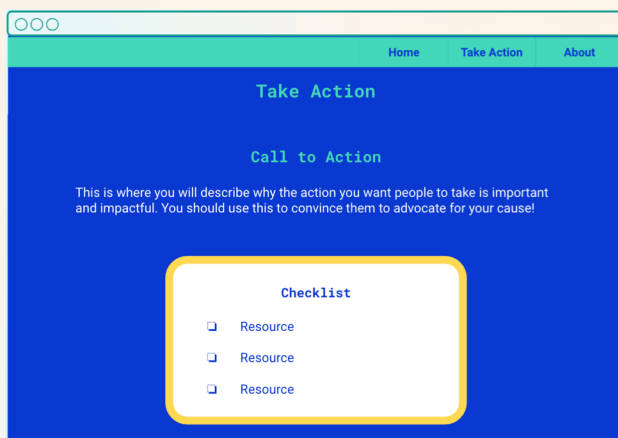 Home Take Action About
Take Action
Call to Action
This is where you will describe why the action you want people to take is important
and impactful. You should use this to convince them to advocate for your cause!
Checklist
❏ Resource
❏ Resource
❏ Resource